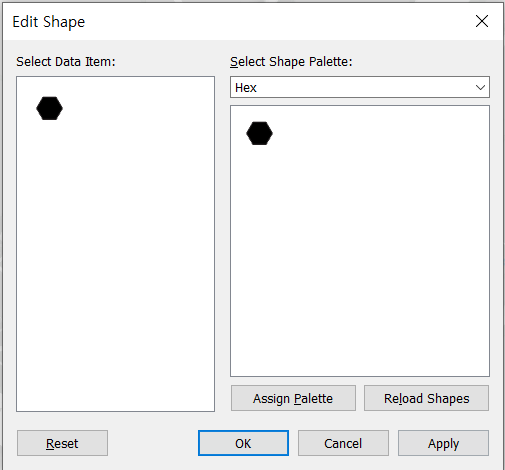 Edit Shape
Select Data Item:
Select Shape Palette:
Hex
Assign Palette
Reload Shapes
Reset
OK
Cancel
Apply